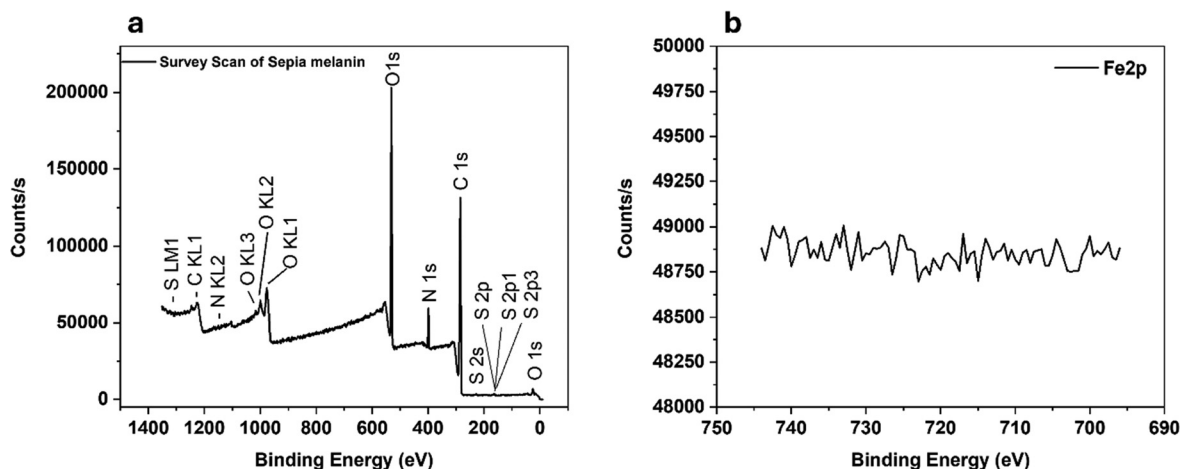 a
Survey Scan of Sepia melanin
Counts/s
200000
150000
100000
50000
0
S LM1
C KL1
N KL2
O KL3
O KL2
O KL1
O1s
N 1s
C 1s
S 2s
S 2p
S 2p1
S 2p3
O 1s
1400 1200 1000 800 600 400 200 0
Binding Energy (eV)
b
Fe2p
Counts/s
50000
49750
49500
49250
49000
48750
48500
48250
48000
750 740 730 720 710 700 690
Binding Energy (eV)